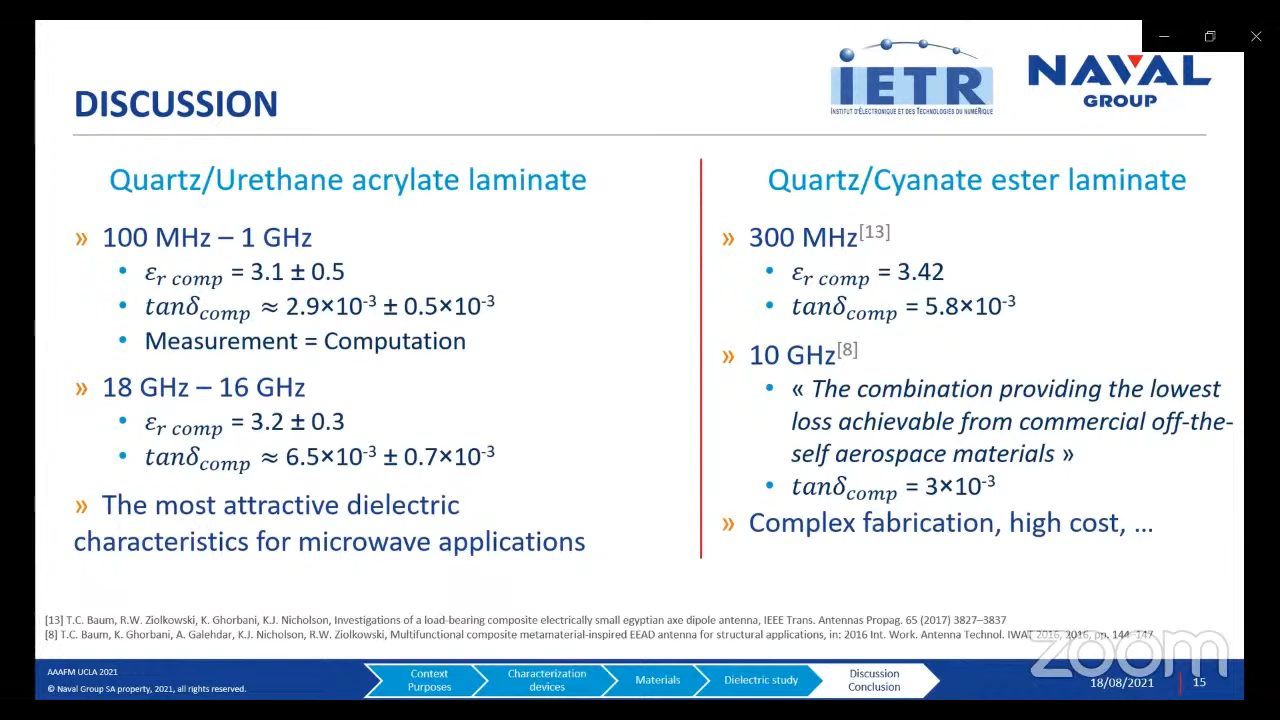 IETR
INSTITUT D'ÉLECTRONIQUE ET DES TECHNOLOGIES DU NUMÉRIQUE
NAVAL
GROUP
DISCUSSION
Quartz/Urethane acrylate laminate
» 100 MHz – 1 GHz
• εr comp = 3.1 ± 0.5
• tanδcomp ≈ 2.9×10-3 ± 0.5×10-3
• Measurement = Computation
» 18 GHz – 16 GHz
• εr comp = 3.2 ± 0.3
• tanδcomp ≈ 6.5×10-3 ± 0.7×10-3
» The most attractive dielectric
characteristics for microwave applications
Quartz/Cyanate ester laminate
» 300 MHz[13]
• εr comp = 3.42
• tanδcomp = 5.8×10-3
» 10 GHz[8]
• « The combination providing the lowest
loss achievable from commercial off-the-
self aerospace materials »
• tanδcomp = 3×10-3
» Complex fabrication, high cost, …
[13] T.C. Baum, R.W. Ziolkowski, K. Ghorbani, K.J. Nicholson, Investigations of a load-bearing composite electrically small egyptian axe dipole antenna, IEEE Trans. Antennas Propag. 65 (2017) 3827–3837
[8] T.C. Baum, K. Ghorbani, A. Galehdar, K.J. Nicholson, R.W. Ziolkowski, Multifunctional composite metamaterial-inspired EEAD antenna for structural applications, in: 2016 Int. Work. Antenna Technol. IWAT 2016, 2016, pp. 144–147
zoom
AAAFM UCLA 2021
© Naval Group SA property, 2021, all rights reserved.
Context
Purposes
Characterization
devices
Materials
Dielectric study
Discussion
Conclusion
18/08/2021
15